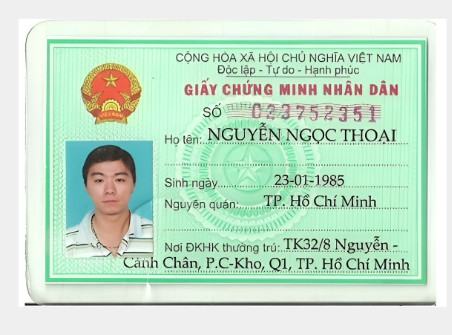 CỘNG HÒA XÃ HỘI CHỦ NGHĨA VIỆT NAM
Độc lập - Tự do - Hạnh phúc
GIẤY CHỨNG MINH NHÂN DÂN
SỐ 023752351
Họ tên: NGUYỄN NGỌC THOẠI
Sinh ngày 23-01-1985
Nguyên quán: TP. Hồ Chí Minh
Nơi ĐKHK thường trú: TK32/8 Nguyễn -
Cảnh Chân, P.C-Kho, Q1, TP. Hồ Chí Minh
VIỆT NAM